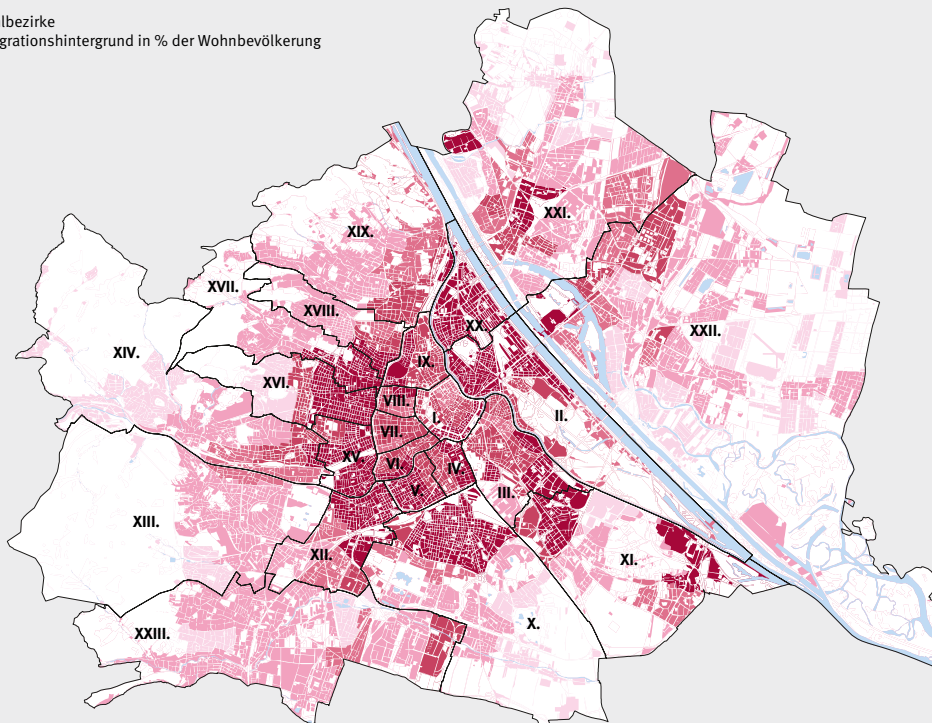 lbezirke
grationshintergrund in % der Wohnbevölkerung
XXI.
XIX.
XVII.
XVIII.
XX.
XXII.
XIV.
IX.
XVI.
VIII.
I.
II.
VII.
XV.
VI.
IV.
V.
III.
XIII.
XII.
XI.
X.
XXIII.